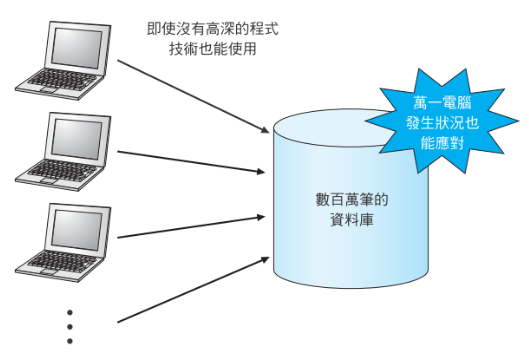 即使沒有高深的程式
技術也能使用
萬一電腦
發生狀況也
能應對
數百萬筆的
資料庫